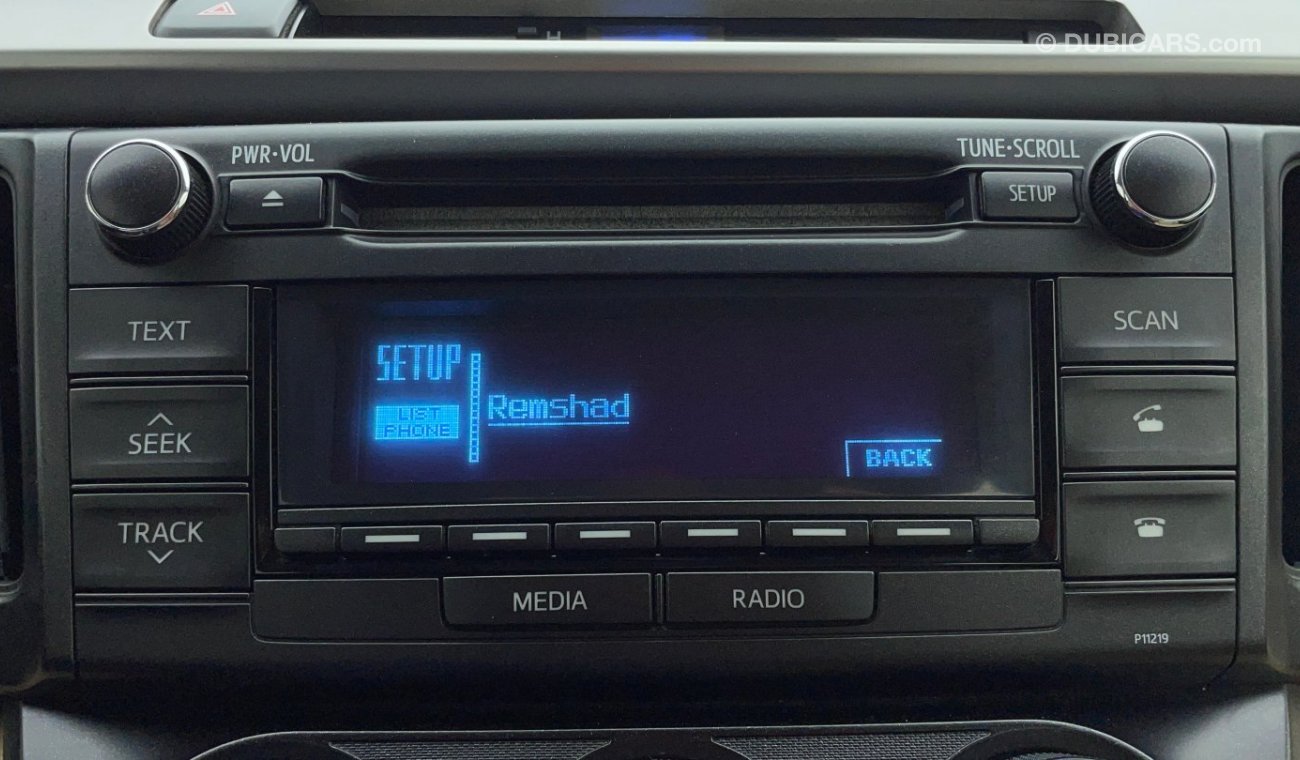 © DUBICARS.com
H
PWR•VOL
TUNE•SCROLL
SETUP
TEXT
SCAN
SETUP
LIST
PHONE
Remshad
SEEK
BACK
TRACK
MEDIA
RADIO
P11219